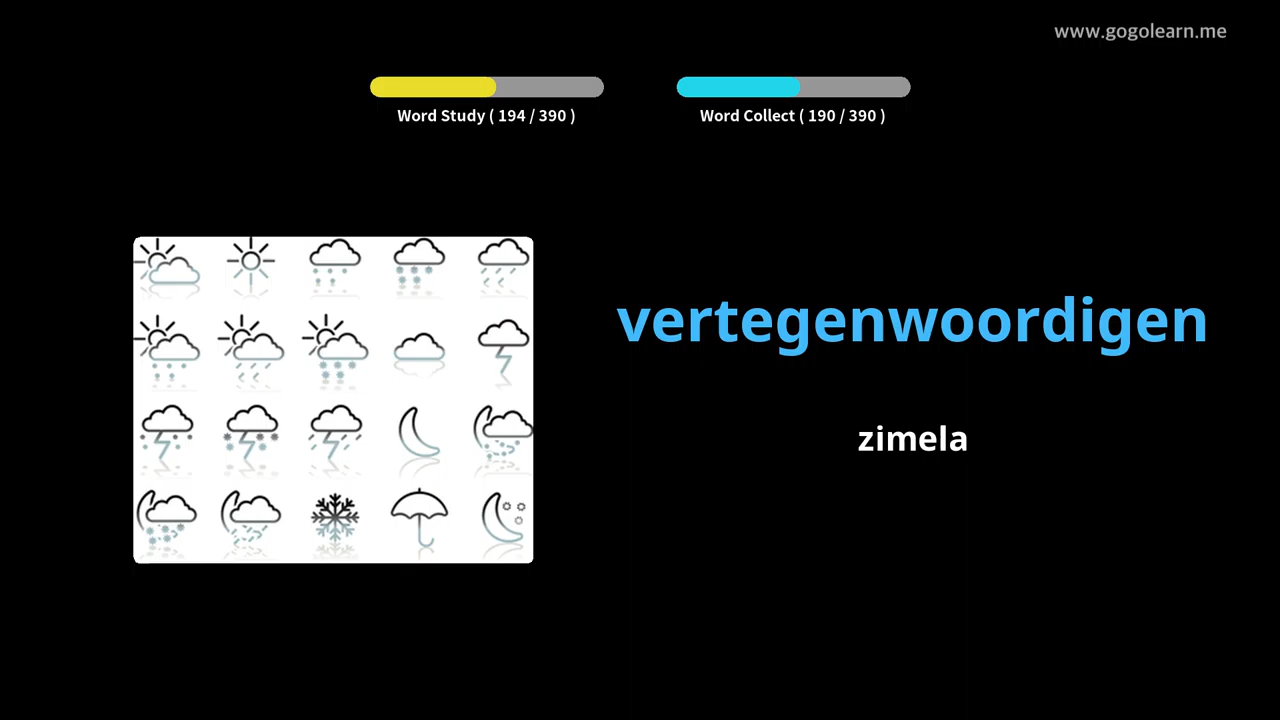 www.gogolearn.me
Word Study ( 194 / 390 )
Word Collect ( 190 / 390 )
vertegenwoordigen
zimela